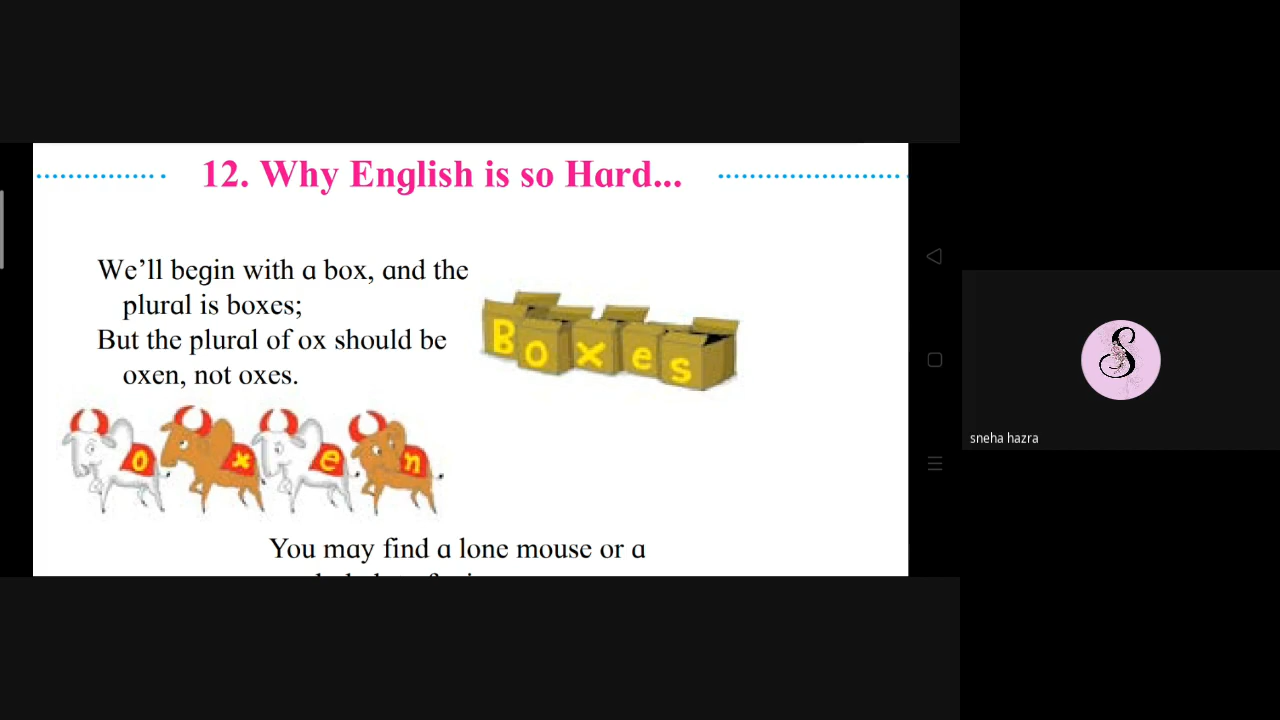 12. Why English is so Hard...
We'll begin with a box, and the
plural is boxes;
But the plural of ox should be
oxen, not oxes.
Boxes
oxen
You may find a lone mouse or a
S
sneha hazra